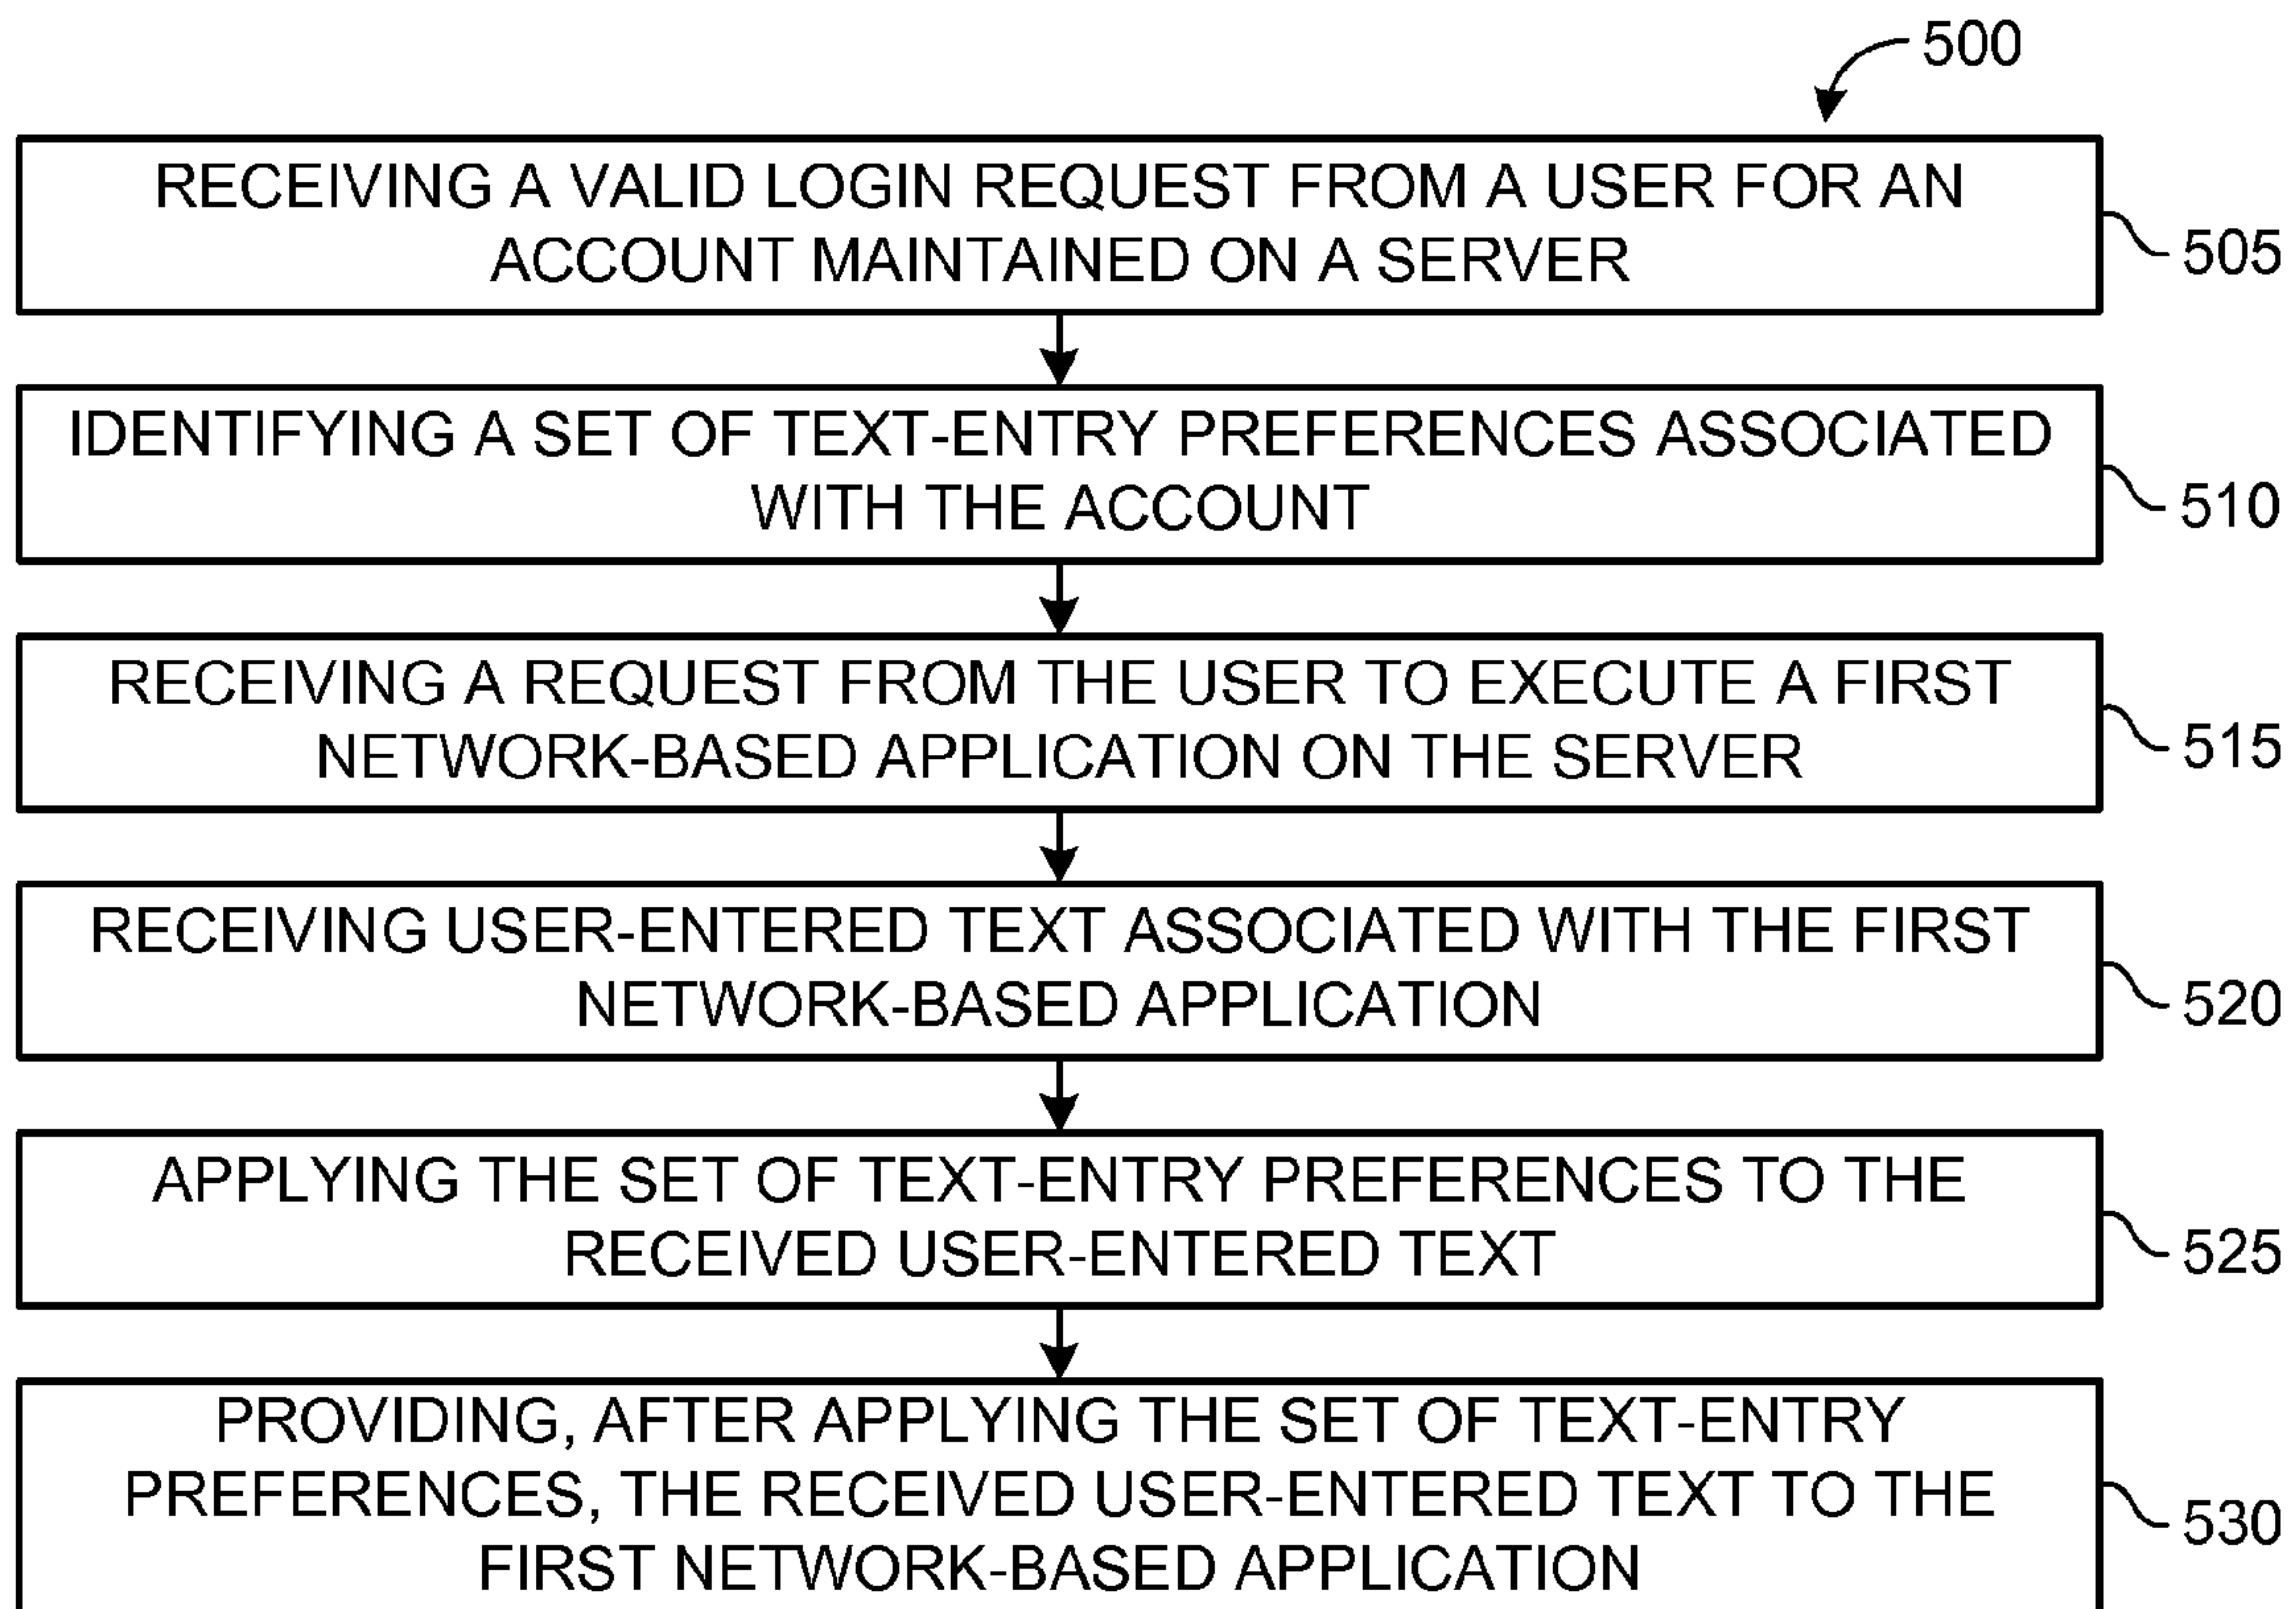 500
RECEIVING A VALID LOGIN REQUEST FROM A USER FOR AN
ACCOUNT MAINTAINED ON A SERVER
505
IDENTIFYING A SET OF TEXT-ENTRY PREFERENCES ASSOCIATED
WITH THE ACCOUNT
510
RECEIVING A REQUEST FROM THE USER TO EXECUTE A FIRST
NETWORK-BASED APPLICATION ON THE SERVER
515
RECEIVING USER-ENTERED TEXT ASSOCIATED WITH THE FIRST
NETWORK-BASED APPLICATION
520
APPLYING THE SET OF TEXT-ENTRY PREFERENCES TO THE
RECEIVED USER-ENTERED TEXT
525
PROVIDING, AFTER APPLYING THE SET OF TEXT-ENTRY
PREFERENCES, THE RECEIVED USER-ENTERED TEXT TO THE
FIRST NETWORK-BASED APPLICATION
530